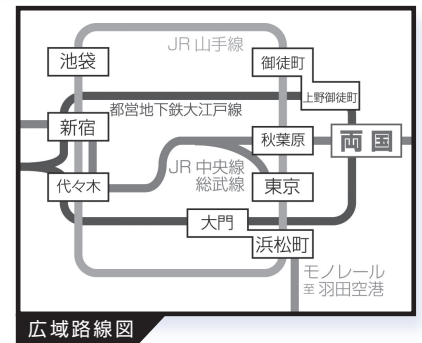 JR 山手線
池袋
御徒町
上野御徒町
都営地下鉄大江戸線
新宿
秋葉原
両国
JR 中央線
総武線
代々木
東京
大門
浜松町
モノレール
至 羽田空港
広域路線図